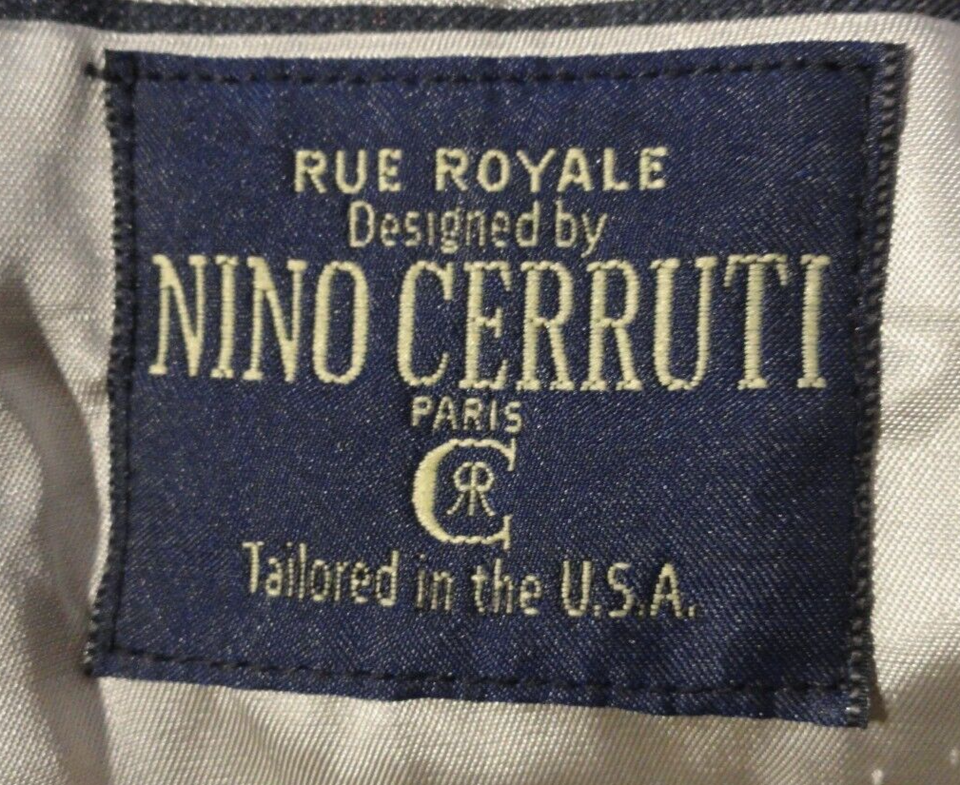 RUE ROYALE
Designed by
NINO CERRUTI
PARIS
C
Tailored in the U.S.A.